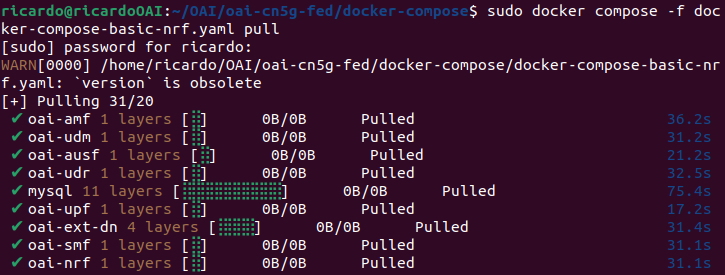 ricardo@ricardoOAI:~/OAI/oai-cn5g-fed/docker-compose$ sudo docker compose -f doc
ker-compose-basic-nrf.yaml pull
[sudo] password for ricardo:
WARN[0000] /home/ricardo/OAI/oai-cn5g-fed/docker-compose/docker-compose-basic-nr
f.yaml: `version` is obsolete
[+] Pulling 31/20
✔ oai-amf 1 layers [⣿] 0B/0B Pulled 36.2s
✔ oai-udm 1 layers [⣿] 0B/0B Pulled 31.2s
✔ oai-ausf 1 layers [⣿] 0B/0B Pulled 21.2s
✔ oai-udr 1 layers [⣿] 0B/0B Pulled 32.5s
✔ mysql 11 layers [⣿⣿⣿⣿⣿⣿⣿⣿⣿⣿⣿] 0B/0B Pulled 75.4s
✔ oai-upf 1 layers [⣿] 0B/0B Pulled 17.2s
✔ oai-ext-dn 4 layers [⣿⣿⣿⣿] 0B/0B Pulled 31.4s
✔ oai-smf 1 layers [⣿] 0B/0B Pulled 31.1s
✔ oai-nrf 1 layers [⣿] 0B/0B Pulled 31.1s